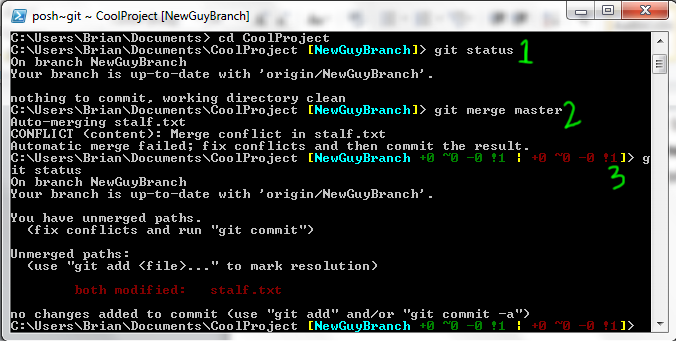 posh~git ~ CoolProject [NewGuyBranch]
C:\Users\Brian\Documents> cd CoolProject
C:\Users\Brian\Documents\CoolProject [NewGuyBranch]> git status 1
On branch NewGuyBranch
Your branch is up-to-date with 'origin/NewGuyBranch'.
nothing to commit, working directory clean
C:\Users\Brian\Documents\CoolProject [NewGuyBranch]> git merge master 2
Auto-merging stalf.txt
CONFLICT (content): Merge conflict in stalf.txt
Automatic merge failed; fix conflicts and then commit the result.
C:\Users\Brian\Documents\CoolProject [NewGuyBranch +0 ~0 -0 !1 | +0 ~0 -0 !1]> g
it status 3
On branch NewGuyBranch
Your branch is up-to-date with 'origin/NewGuyBranch'.
You have unmerged paths.
(fix conflicts and run "git commit")
Unmerged paths:
(use "git add <file>..." to mark resolution)
both modified: stalf.txt
no changes added to commit (use "git add" and/or "git commit -a")
C:\Users\Brian\Documents\CoolProject [NewGuyBranch +0 ~0 -0 !1 | +0 ~0 -0 !1]>